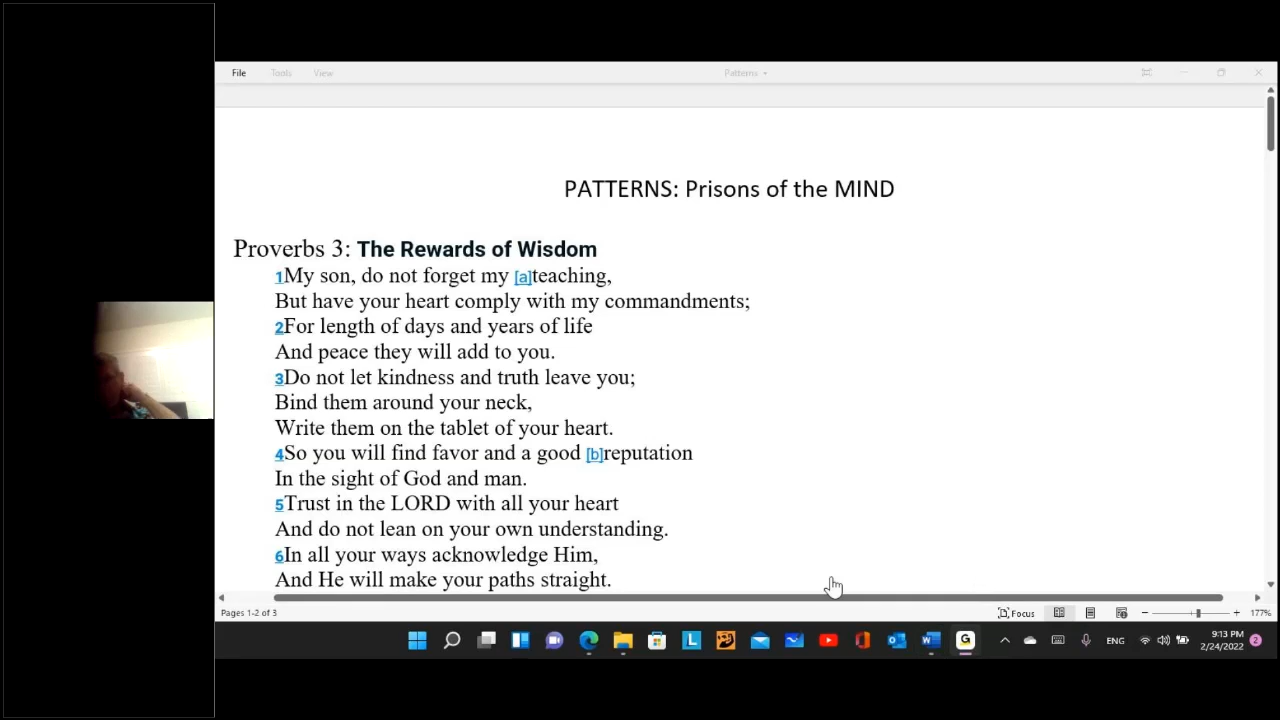 File Tools View Patterns
PATTERNS: Prisons of the MIND
Proverbs 3: The Rewards of Wisdom
1My son, do not forget my [a]teaching,
But have your heart comply with my commandments;
2For length of days and years of life
And peace they will add to you.
3Do not let kindness and truth leave you;
Bind them around your neck,
Write them on the tablet of your heart.
4So you will find favor and a good [b]reputation
In the sight of God and man.
5Trust in the LORD with all your heart
And do not lean on your own understanding.
6In all your ways acknowledge Him,
And He will make your paths straight.
Pages 1-2 of 3 Focus 177%
ENG 9:13 PM 2
2/24/2022